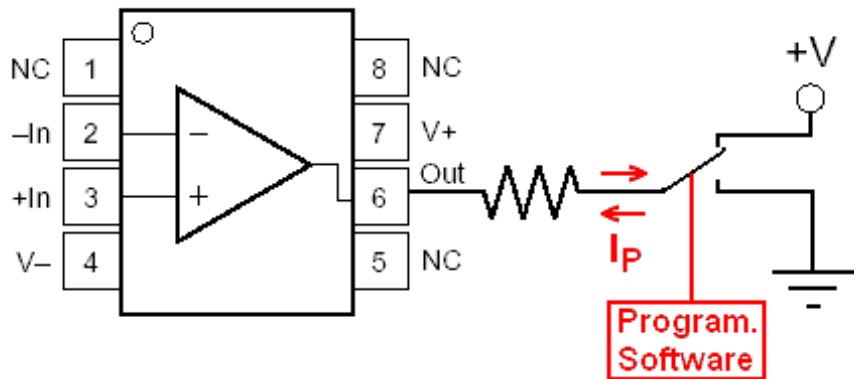 NC 1 8 NC
–In 2 – 7 V+
+In 3 + 6 Out
V– 4 5 NC
+V
IP
Program.
Software